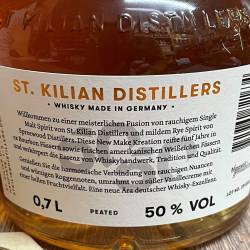 ST. KILIAN DISTILLERS
WHISKY MADE IN GERMANY
Willkommen zu einer meisterlichen Fusion von rauchigem Single
Malt Spirit von St. Kilian Distillers und mildem Rye Spirit von
Spreewood Distillers. Diese New Make Kreation reifte fünf Jahre in
Ex-Bourbon Fässern sowie frischen amerikanischen Weißeichen Fässern
und verkörpert die Essenz von Whiskyhandwerk, Tradition und Qualität.
Genießen Sie die harmonische Verbindung von rauchigen Nuancen
und würzigen Roggennoten, umrahmt von süßer Vanillecreme mit
einer hellen Fruchtvielfalt. Eine neue Ära deutscher Whisky-Exzellenz.
0,7 L PEATED 50 % VOL